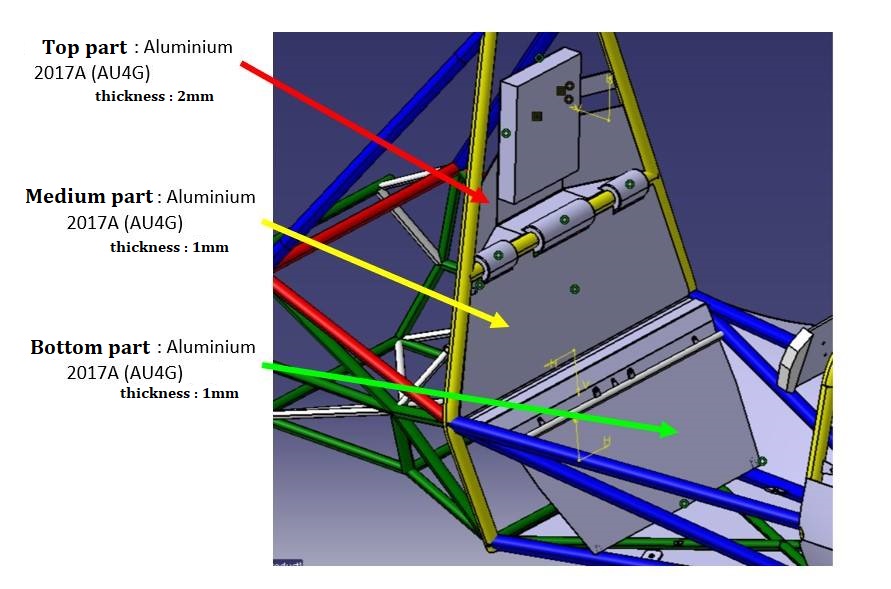 Top part : Aluminium
2017A (AU4G)
thickness : 2mm
Medium part : Aluminium
2017A (AU4G)
thickness : 1mm
Bottom part : Aluminium
2017A (AU4G)
thickness : 1mm
H
V
H